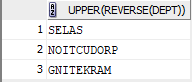 UPPER(REVERSE(DEPT))
1 SELAS
2 NOITCUDORP
3 GNITEKRAM